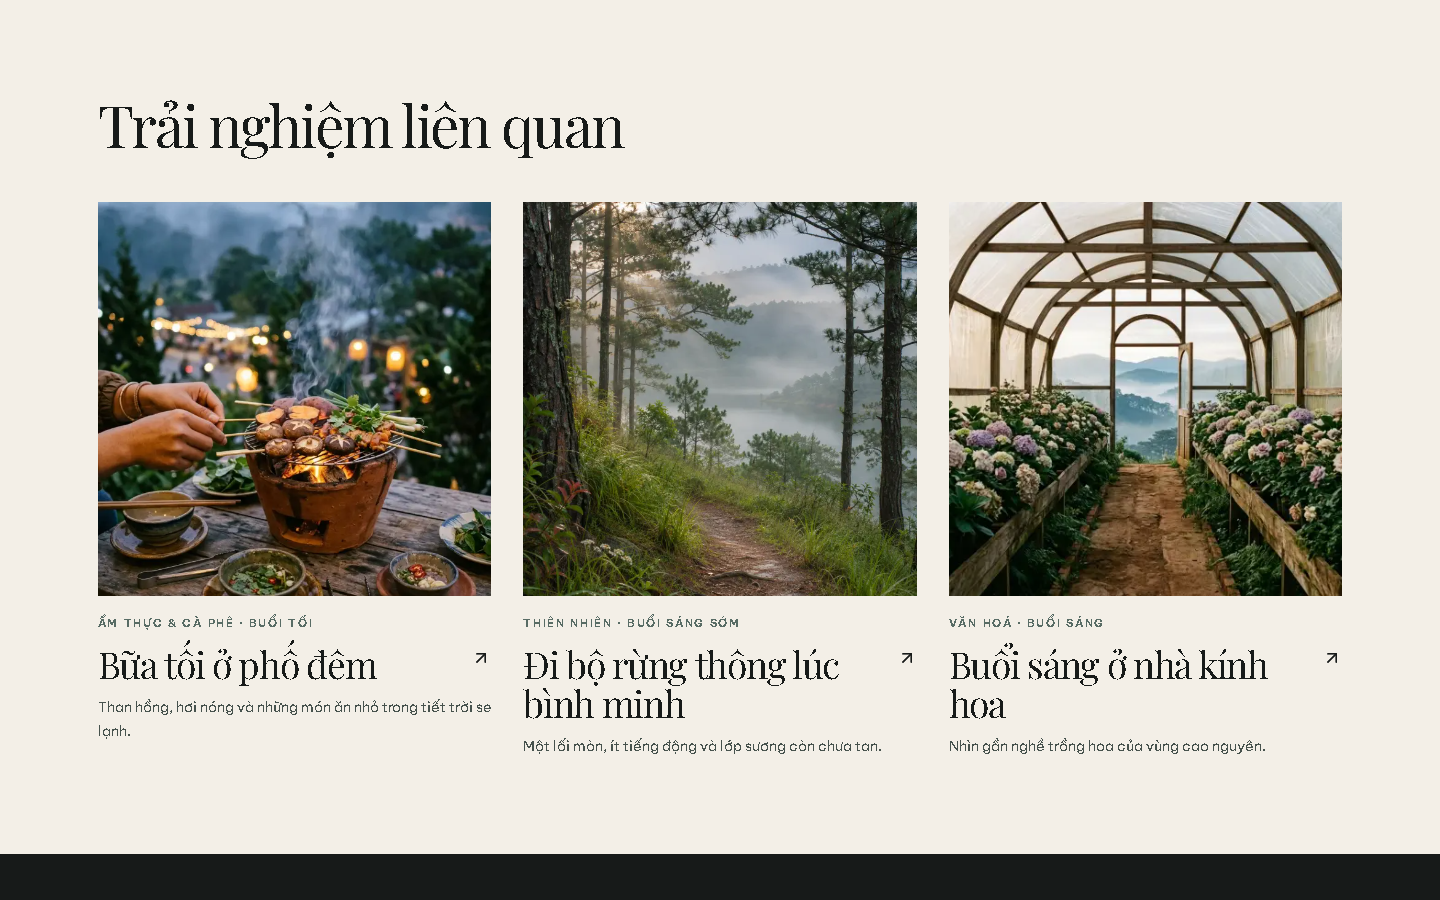 Trải nghiệm liên quan
ẨM THỰC & CÀ PHÊ · BUỔI TỐI
Bữa tối ở phố đêm
Than hồng, hơi nóng và những món ăn nhỏ trong tiết trời se
lạnh.
THIÊN NHIÊN · BUỔI SÁNG SỚM
Đi bộ rừng thông lúc
bình minh
Một lối mòn, ít tiếng động và lớp sương còn chưa tan.
VĂN HOÁ · BUỔI SÁNG
Buổi sáng ở nhà kính
hoa
Nhìn gần nghề trồng hoa của vùng cao nguyên.